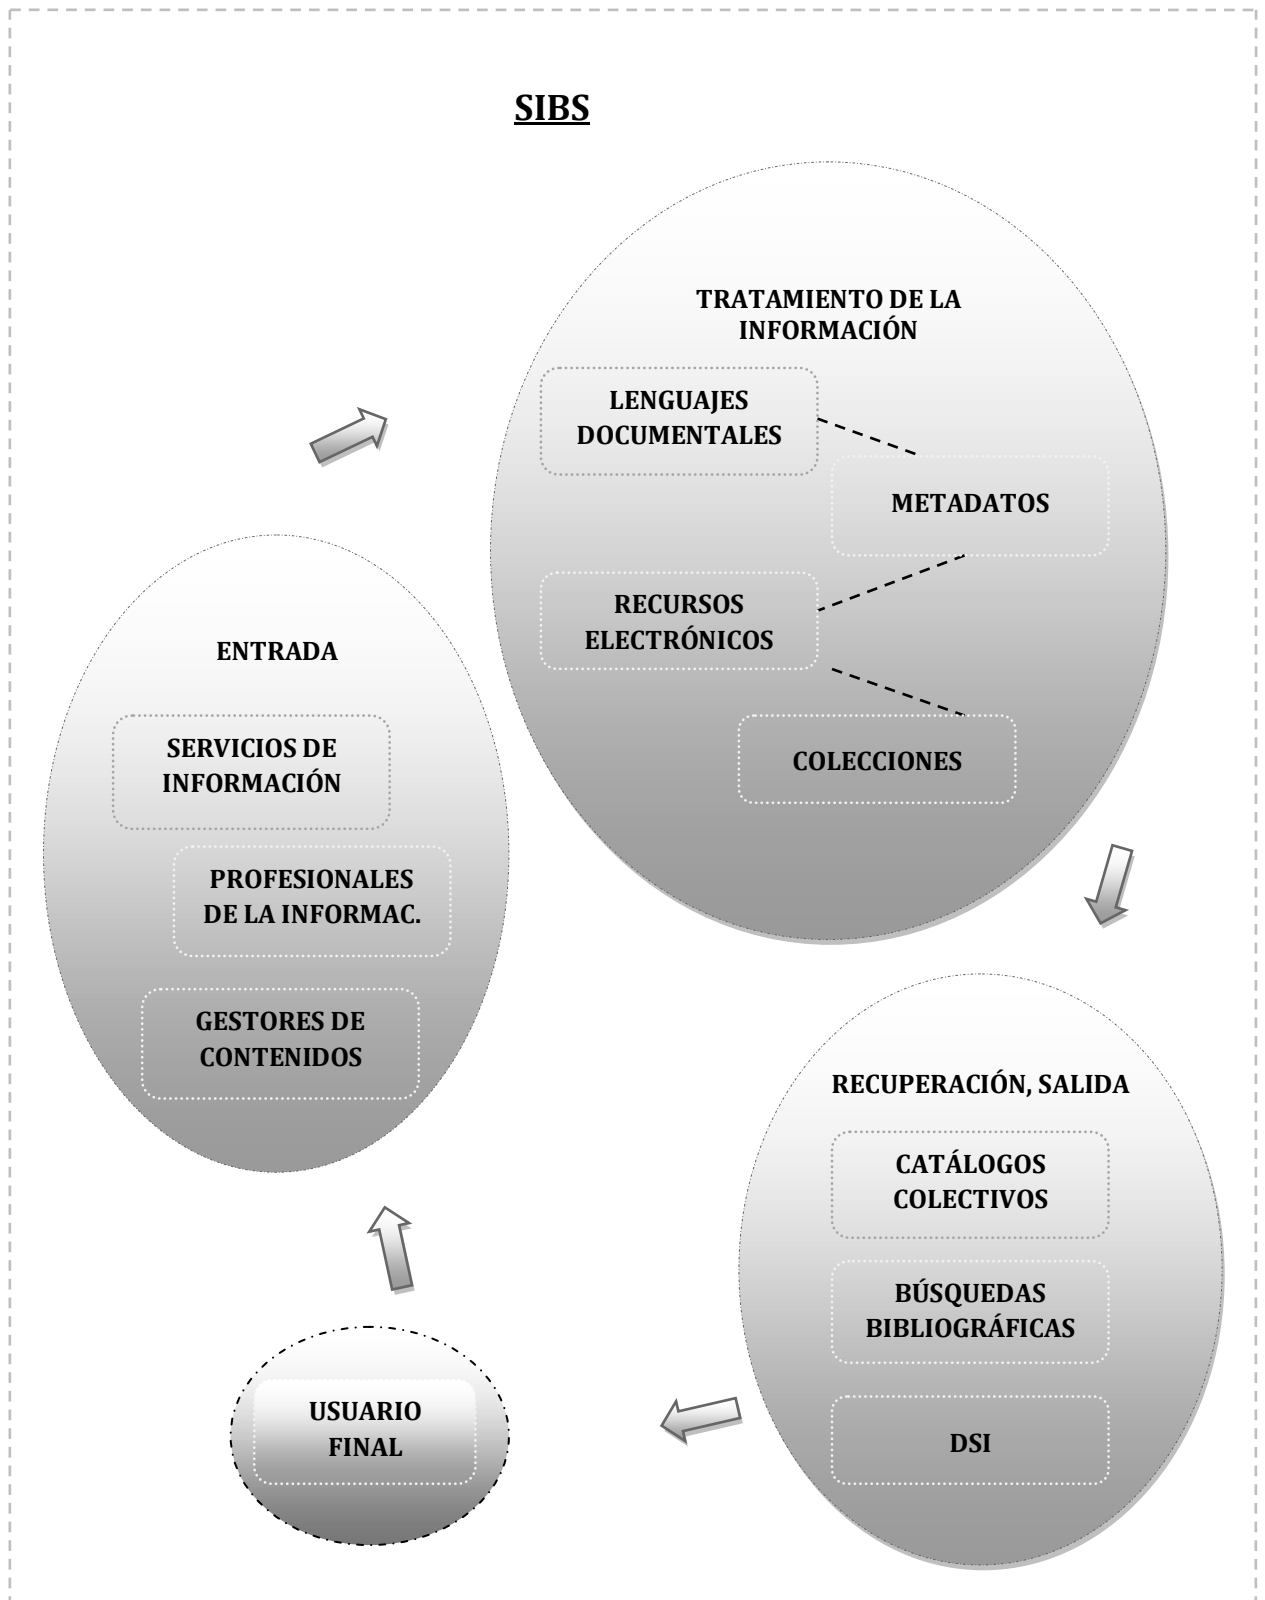 SIBS
TRATAMIENTO DE LA
INFORMACIÓN
LENGUAJES
DOCUMENTALES
METADATOS
RECURSOS
ELECTRÓNICOS
COLECCIONES
ENTRADA
SERVICIOS DE
INFORMACIÓN
PROFESIONALES
DE LA INFORMAC.
GESTORES DE
CONTENIDOS
RECUPERACIÓN, SALIDA
CATÁLOGOS
COLECTIVOS
BÚSQUEDAS
BIBLIOGRÁFICAS
DSI
USUARIO
FINAL